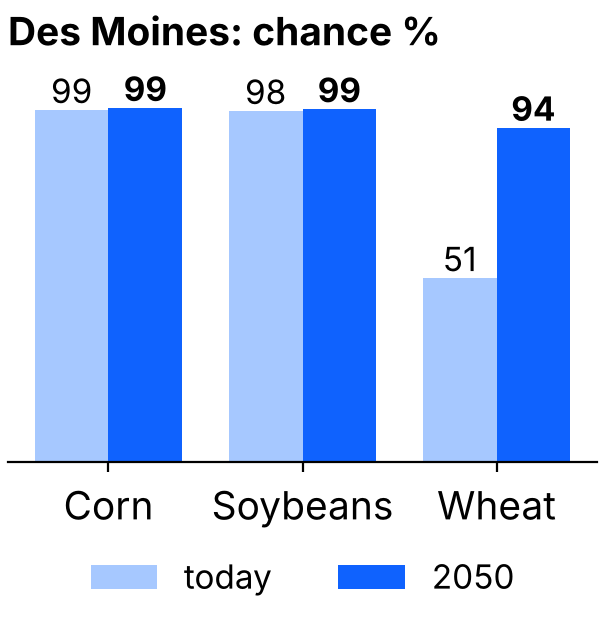 Des Moines: chance %
99 99 98 99 94
51
Corn Soybeans Wheat
today 2050